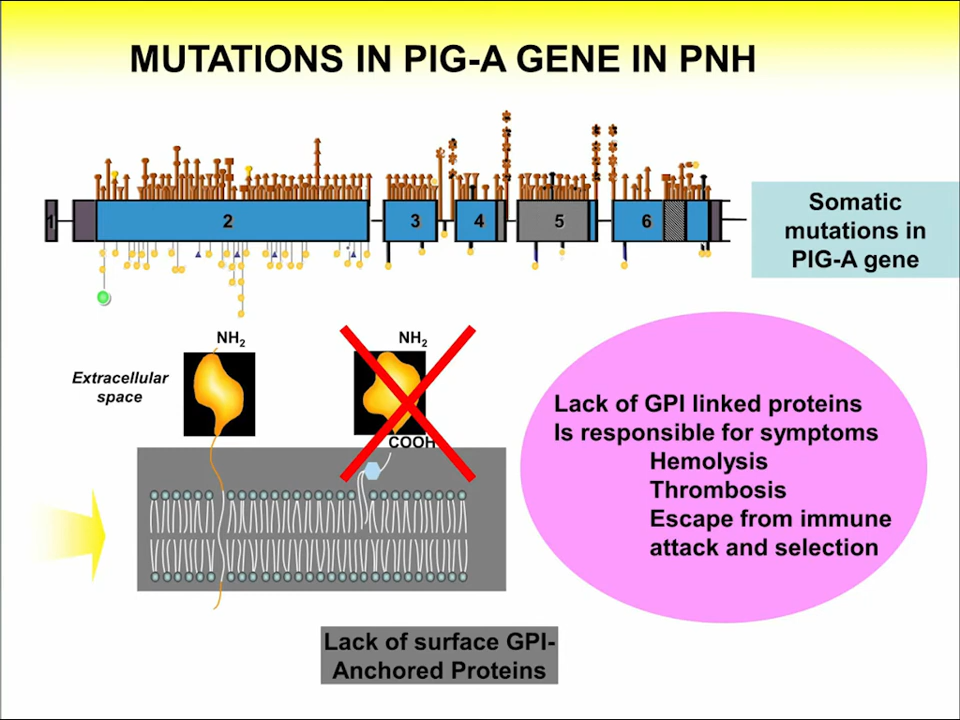 MUTATIONS IN PIG-A GENE IN PNH
1
2
3
4
5
6
Somatic
mutations in
PIG-A gene
NH2
NH2
Extracellular
space
COOH
Lack of GPI linked proteins
Is responsible for symptoms
Hemolysis
Thrombosis
Escape from immune
attack and selection
Lack of surface GPI-
Anchored Proteins